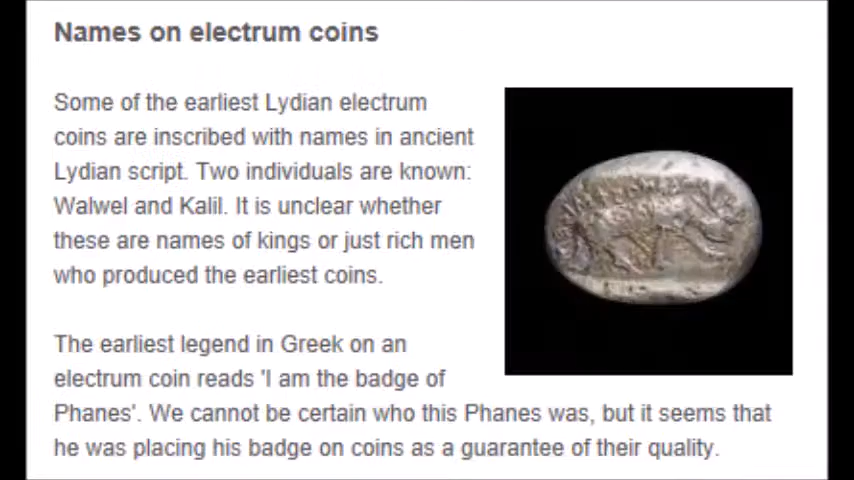 Names on electrum coins
Some of the earliest Lydian electrum
coins are inscribed with names in ancient
Lydian script. Two individuals are known:
Walwel and Kalil. It is unclear whether
these are names of kings or just rich men
who produced the earliest coins.
The earliest legend in Greek on an
electrum coin reads 'I am the badge of
Phanes'. We cannot be certain who this Phanes was, but it seems that
he was placing his badge on coins as a guarantee of their quality.